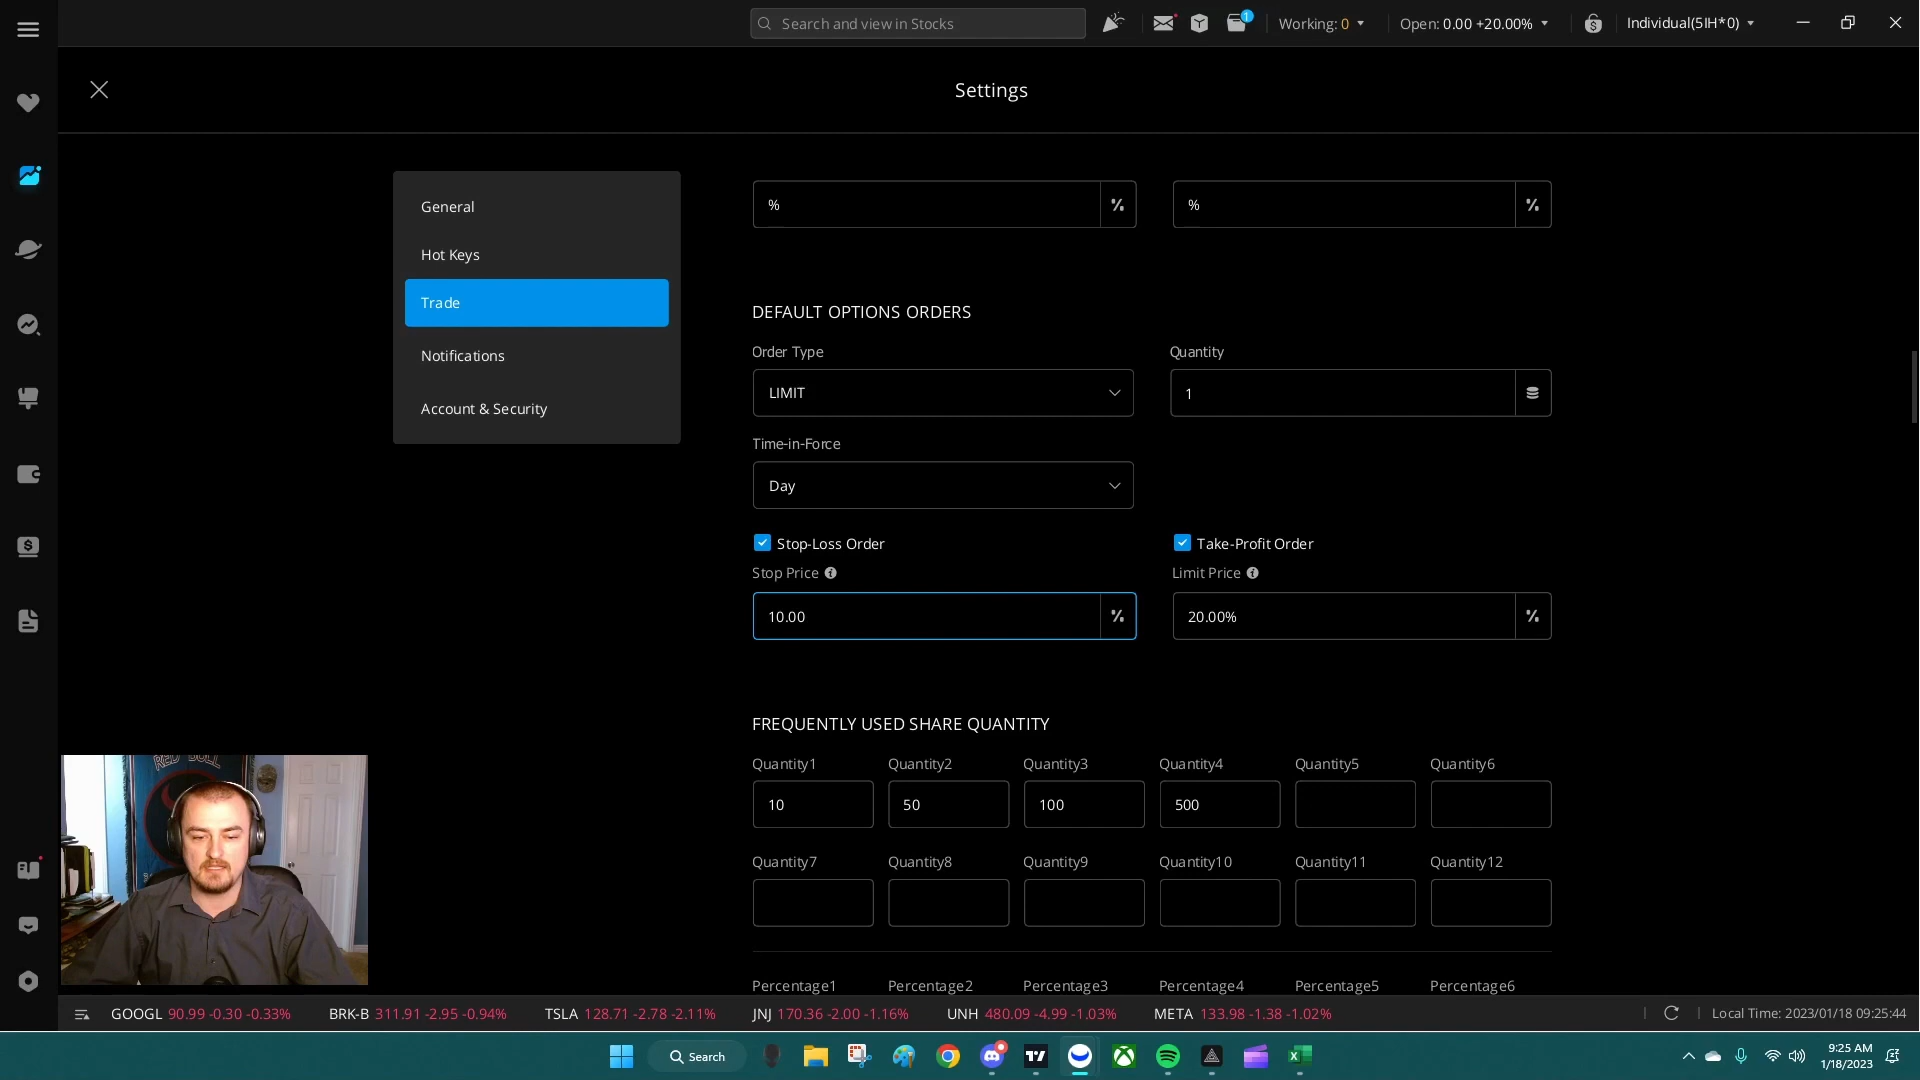 Search and view in Stocks
1
Working: 0
Open: 0.00 +20.00%
Individual(5IH*0)
Settings
General
Hot Keys
Trade
Notifications
Account & Security
% %
% %
DEFAULT OPTIONS ORDERS
Order Type
Quantity
LIMIT
1
Time-in-Force
Day
Stop-Loss Order
Take-Profit Order
Stop Price
Limit Price
10.00 %
20.00% %
FREQUENTLY USED SHARE QUANTITY
Quantity1 Quantity2 Quantity3 Quantity4 Quantity5 Quantity6
10 50 100 500
Quantity7 Quantity8 Quantity9 Quantity10 Quantity11 Quantity12
Percentage1 Percentage2 Percentage3 Percentage4 Percentage5 Percentage6
RED BULL
GOOGL 90.99 -0.30 -0.33% BRK-B 311.91 -2.95 -0.94% TSLA 128.71 -2.78 -2.11% JNJ 170.36 -2.00 -1.16% UNH 480.09 -4.99 -1.03% META 133.98 -1.38 -1.02%
Local Time: 2023/01/18 09:25:44
Search
9:25 AM
1/18/2023